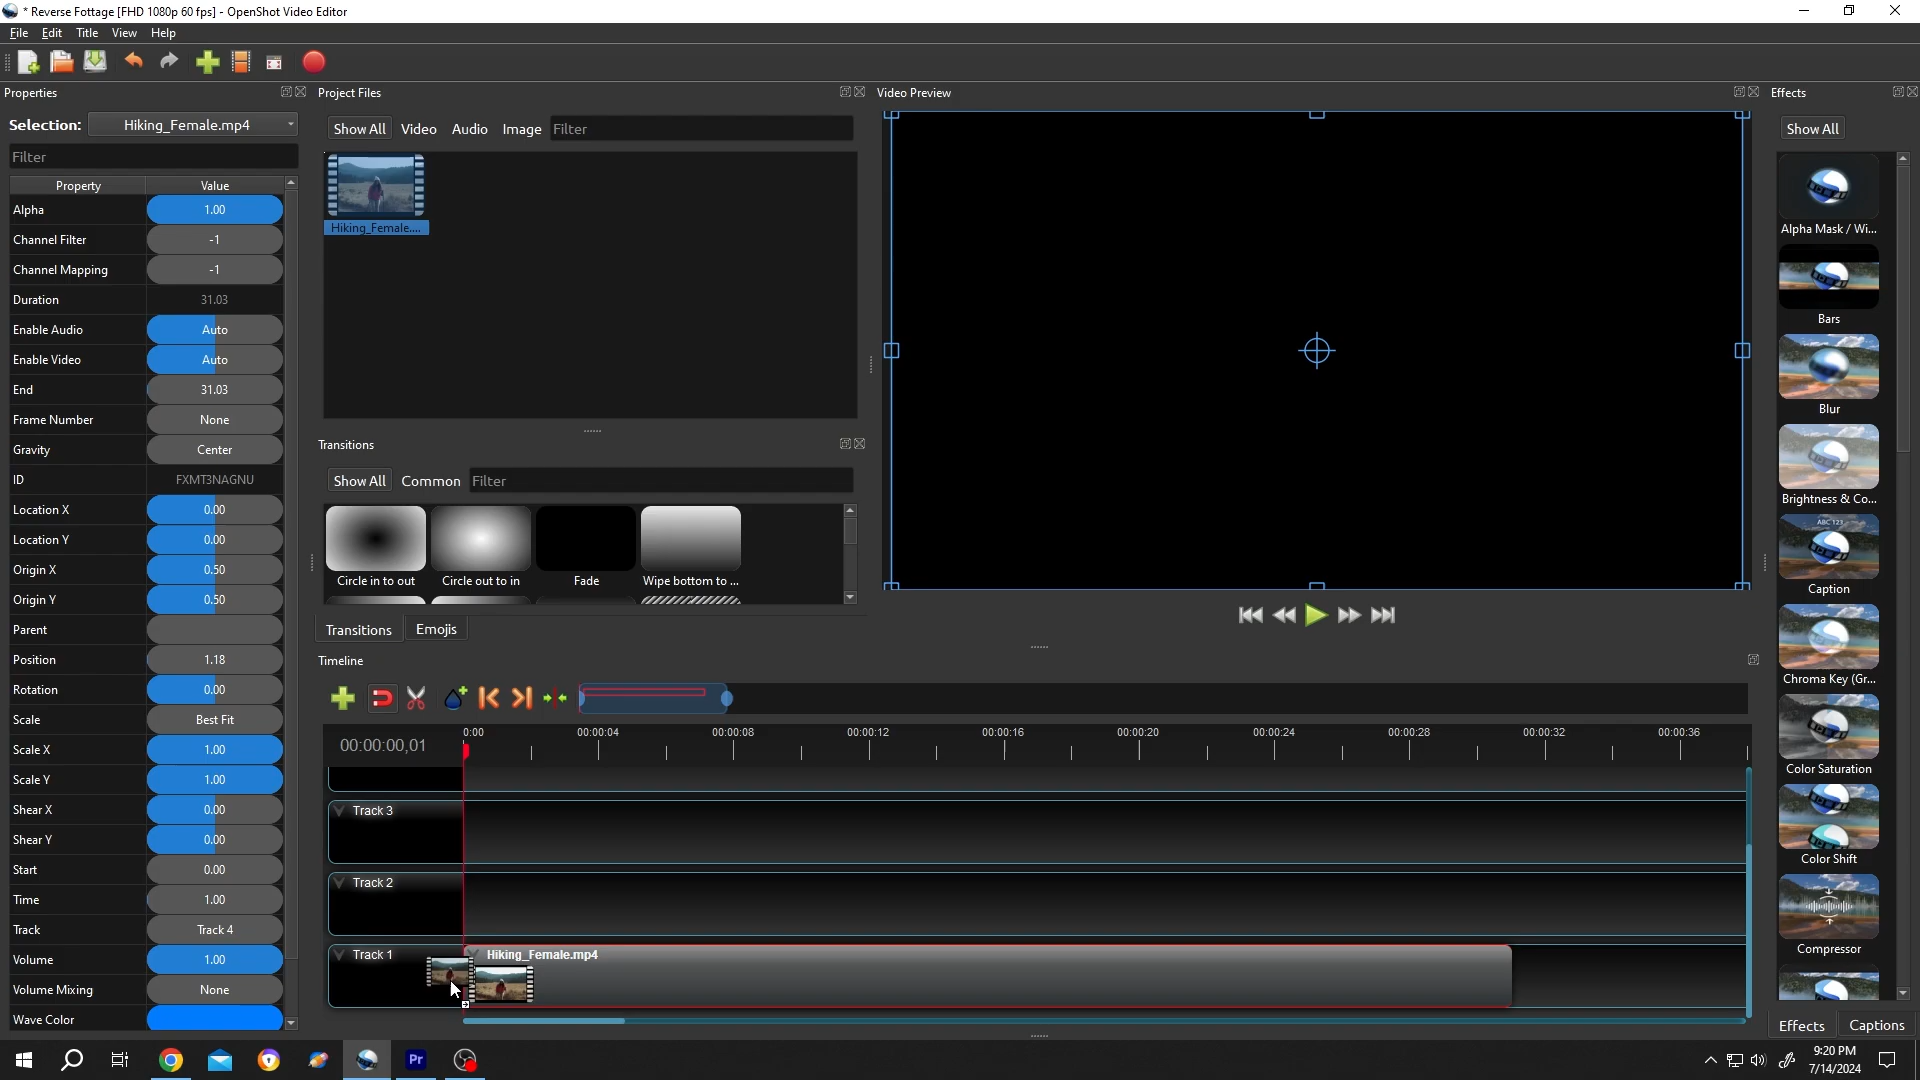 * Reverse Fottage [FHD 1080p 60 fps] - OpenShot Video Editor
File Edit Title View Help
Properties
Project Files
Video Preview
Effects
Selection: Hiking_Female.mp4
Show All Video Audio Image Filter
Show All
Filter
Property Value
Alpha 1.00
Channel Filter -1
Channel Mapping -1
Duration 31.03
Enable Audio Auto
Enable Video Auto
End 31.03
Frame Number None
Gravity Center
ID FXMT3NAGNU
Location X 0.00
Location Y 0.00
Origin X 0.50
Origin Y 0.50
Parent
Position 1.18
Rotation 0.00
Scale Best Fit
Scale X 1.00
Scale Y 1.00
Shear X 0.00
Shear Y 0.00
Start 0.00
Time 1.00
Track Track 4
Volume 1.00
Volume Mixing None
Wave Color
Hiking_Female....
Transitions
Show All Common Filter
Circle in to out
Circle out to in
Fade
Wipe bottom to ...
Transitions Emojis
Alpha Mask / Wi...
Bars
Blur
Brightness & Co...
ABC 123
Caption
Chroma Key (Gr...
Color Saturation
Color Shift
Compressor
Effects Captions
Timeline
00:00:00,01
0:00 00:00:04 00:00:08 00:00:12 00:00:16 00:00:20 00:00:24 00:00:28 00:00:32 00:00:36
Track 3
Track 2
Track 1
Hiking_Female.mp4
Pr
9:20 PM
7/14/2024